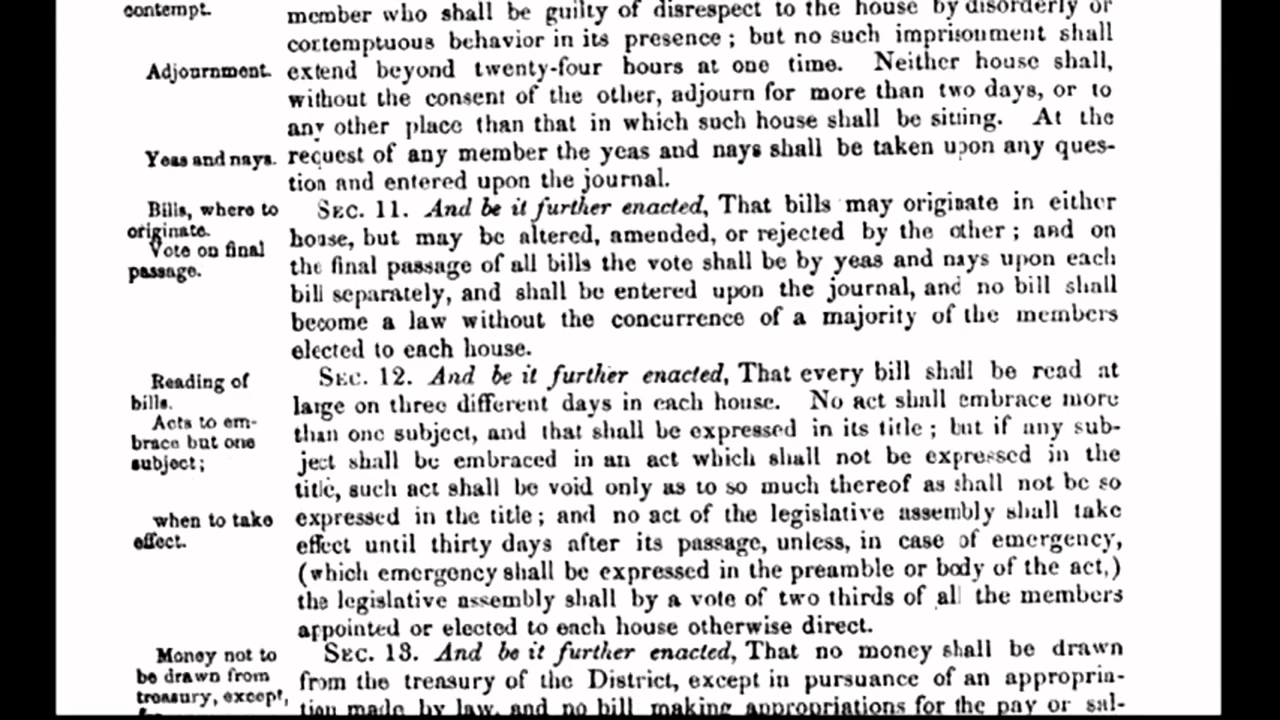 contempt.
member who shall be guilty of disrespect to the house by disorderly or
contemptuous behavior in its presence; but no such imprisonment shall
Adjournment.
extend beyond twenty-four hours at one time. Neither house shall,
without the consent of the other, adjourn for more than two days, or to
any other place than that in which such house shall be sitting. At the
Yeas and nays.
request of any member the yeas and nays shall be taken upon any ques-
tion and entered upon the journal.
Bills, where to
originate.
Vote on final
passage.
SEC. 11. And be it further enacted, That bills may originate in either
house, but may be altered, amended, or rejected by the other; and on
the final passage of all bills the vote shall be by yeas and nays upon each
bill separately, and shall be entered upon the journal, and no bill shall
become a law without the concurrence of a majority of the members
elected to each house.
Reading of
bills.
Acts to em-
brace but one
subject;
SEC. 12. And be it further enacted, That every bill shall be read at
large on three different days in each house. No act shall embrace more
than one subject, and that shall be expressed in its title; but if any sub-
ject shall be embraced in an act which shall not be expressed in the
title, such act shall be void only as to so much thereof as shall not be so
when to take
effect.
expressed in the title; and no act of the legislative assembly shall take
effect until thirty days after its passage, unless, in case of emergency,
(which emergency shall be expressed in the preamble or body of the act,)
the legislative assembly shall by a vote of two thirds of all the members
appointed or elected to each house otherwise direct.
Money not to
be drawn from
treasury, except,
SEC. 13. And be it further enacted, That no money shall be drawn
from the treasury of the District, except in pursuance of an appropria-
tion made by law, and no bill making appropriations for the pay or sal-